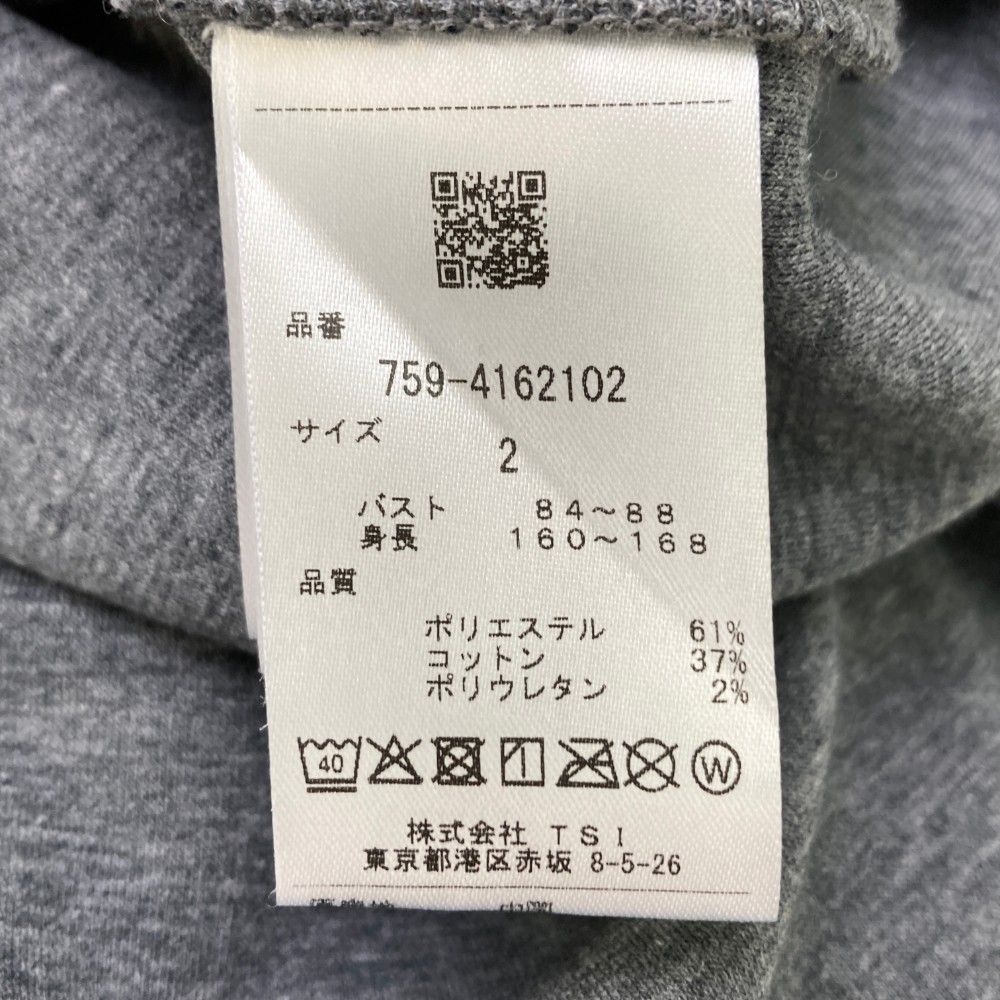 品番
759-4162102
サイズ
2
バスト 84~88
身長 160~168
品質
ポリエステル 61%
コットン 37%
ポリウレタン 2%
40 W
株式会社 TSI
東京都港区赤坂 8-5-26